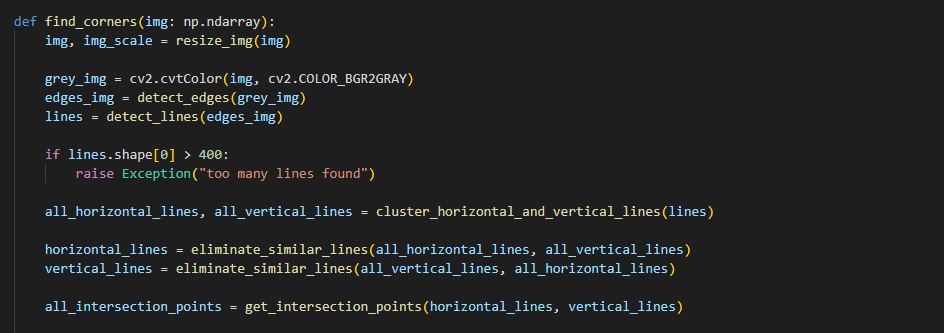 def find_corners(img: np.ndarray):
    img, img_scale = resize_img(img)
    grey_img = cv2.cvtColor(img, cv2.COLOR_BGR2GRAY)
    edges_img = detect_edges(grey_img)
    lines = detect_lines(edges_img)
    if lines.shape[0] > 400:
        raise Exception("too many lines found")
    all_horizontal_lines, all_vertical_lines = cluster_horizontal_and_vertical_lines(lines)
    horizontal_lines = eliminate_similar_lines(all_horizontal_lines, all_vertical_lines)
    vertical_lines = eliminate_similar_lines(all_vertical_lines, all_horizontal_lines)
    all_intersection_points = get_intersection_points(horizontal_lines, vertical_lines)